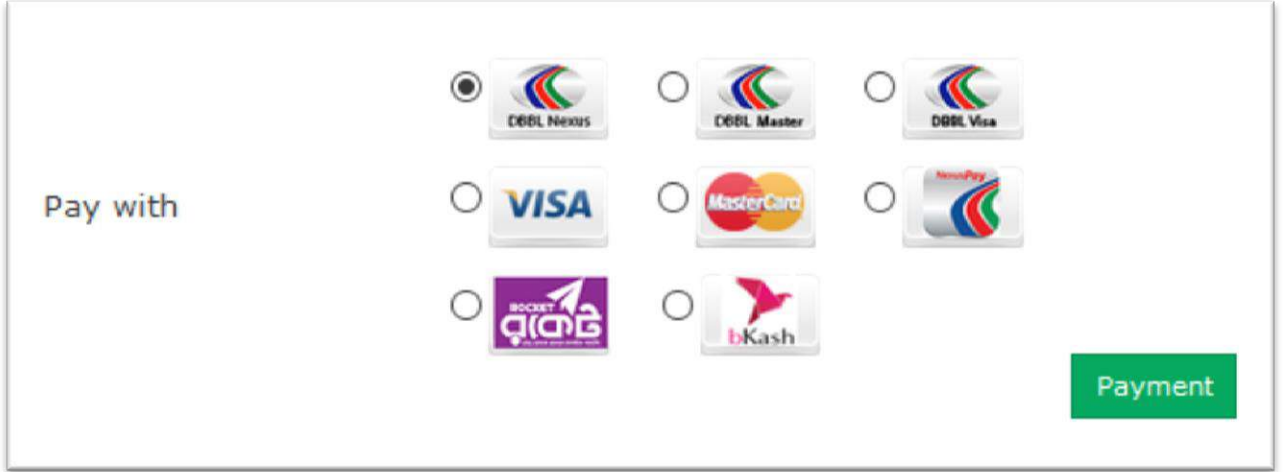 DBBL Nexus DBBL Master DBBL Visa
Pay with
VISA MasterCard NexusPay
ROCKET
রকেট
bKash
Payment